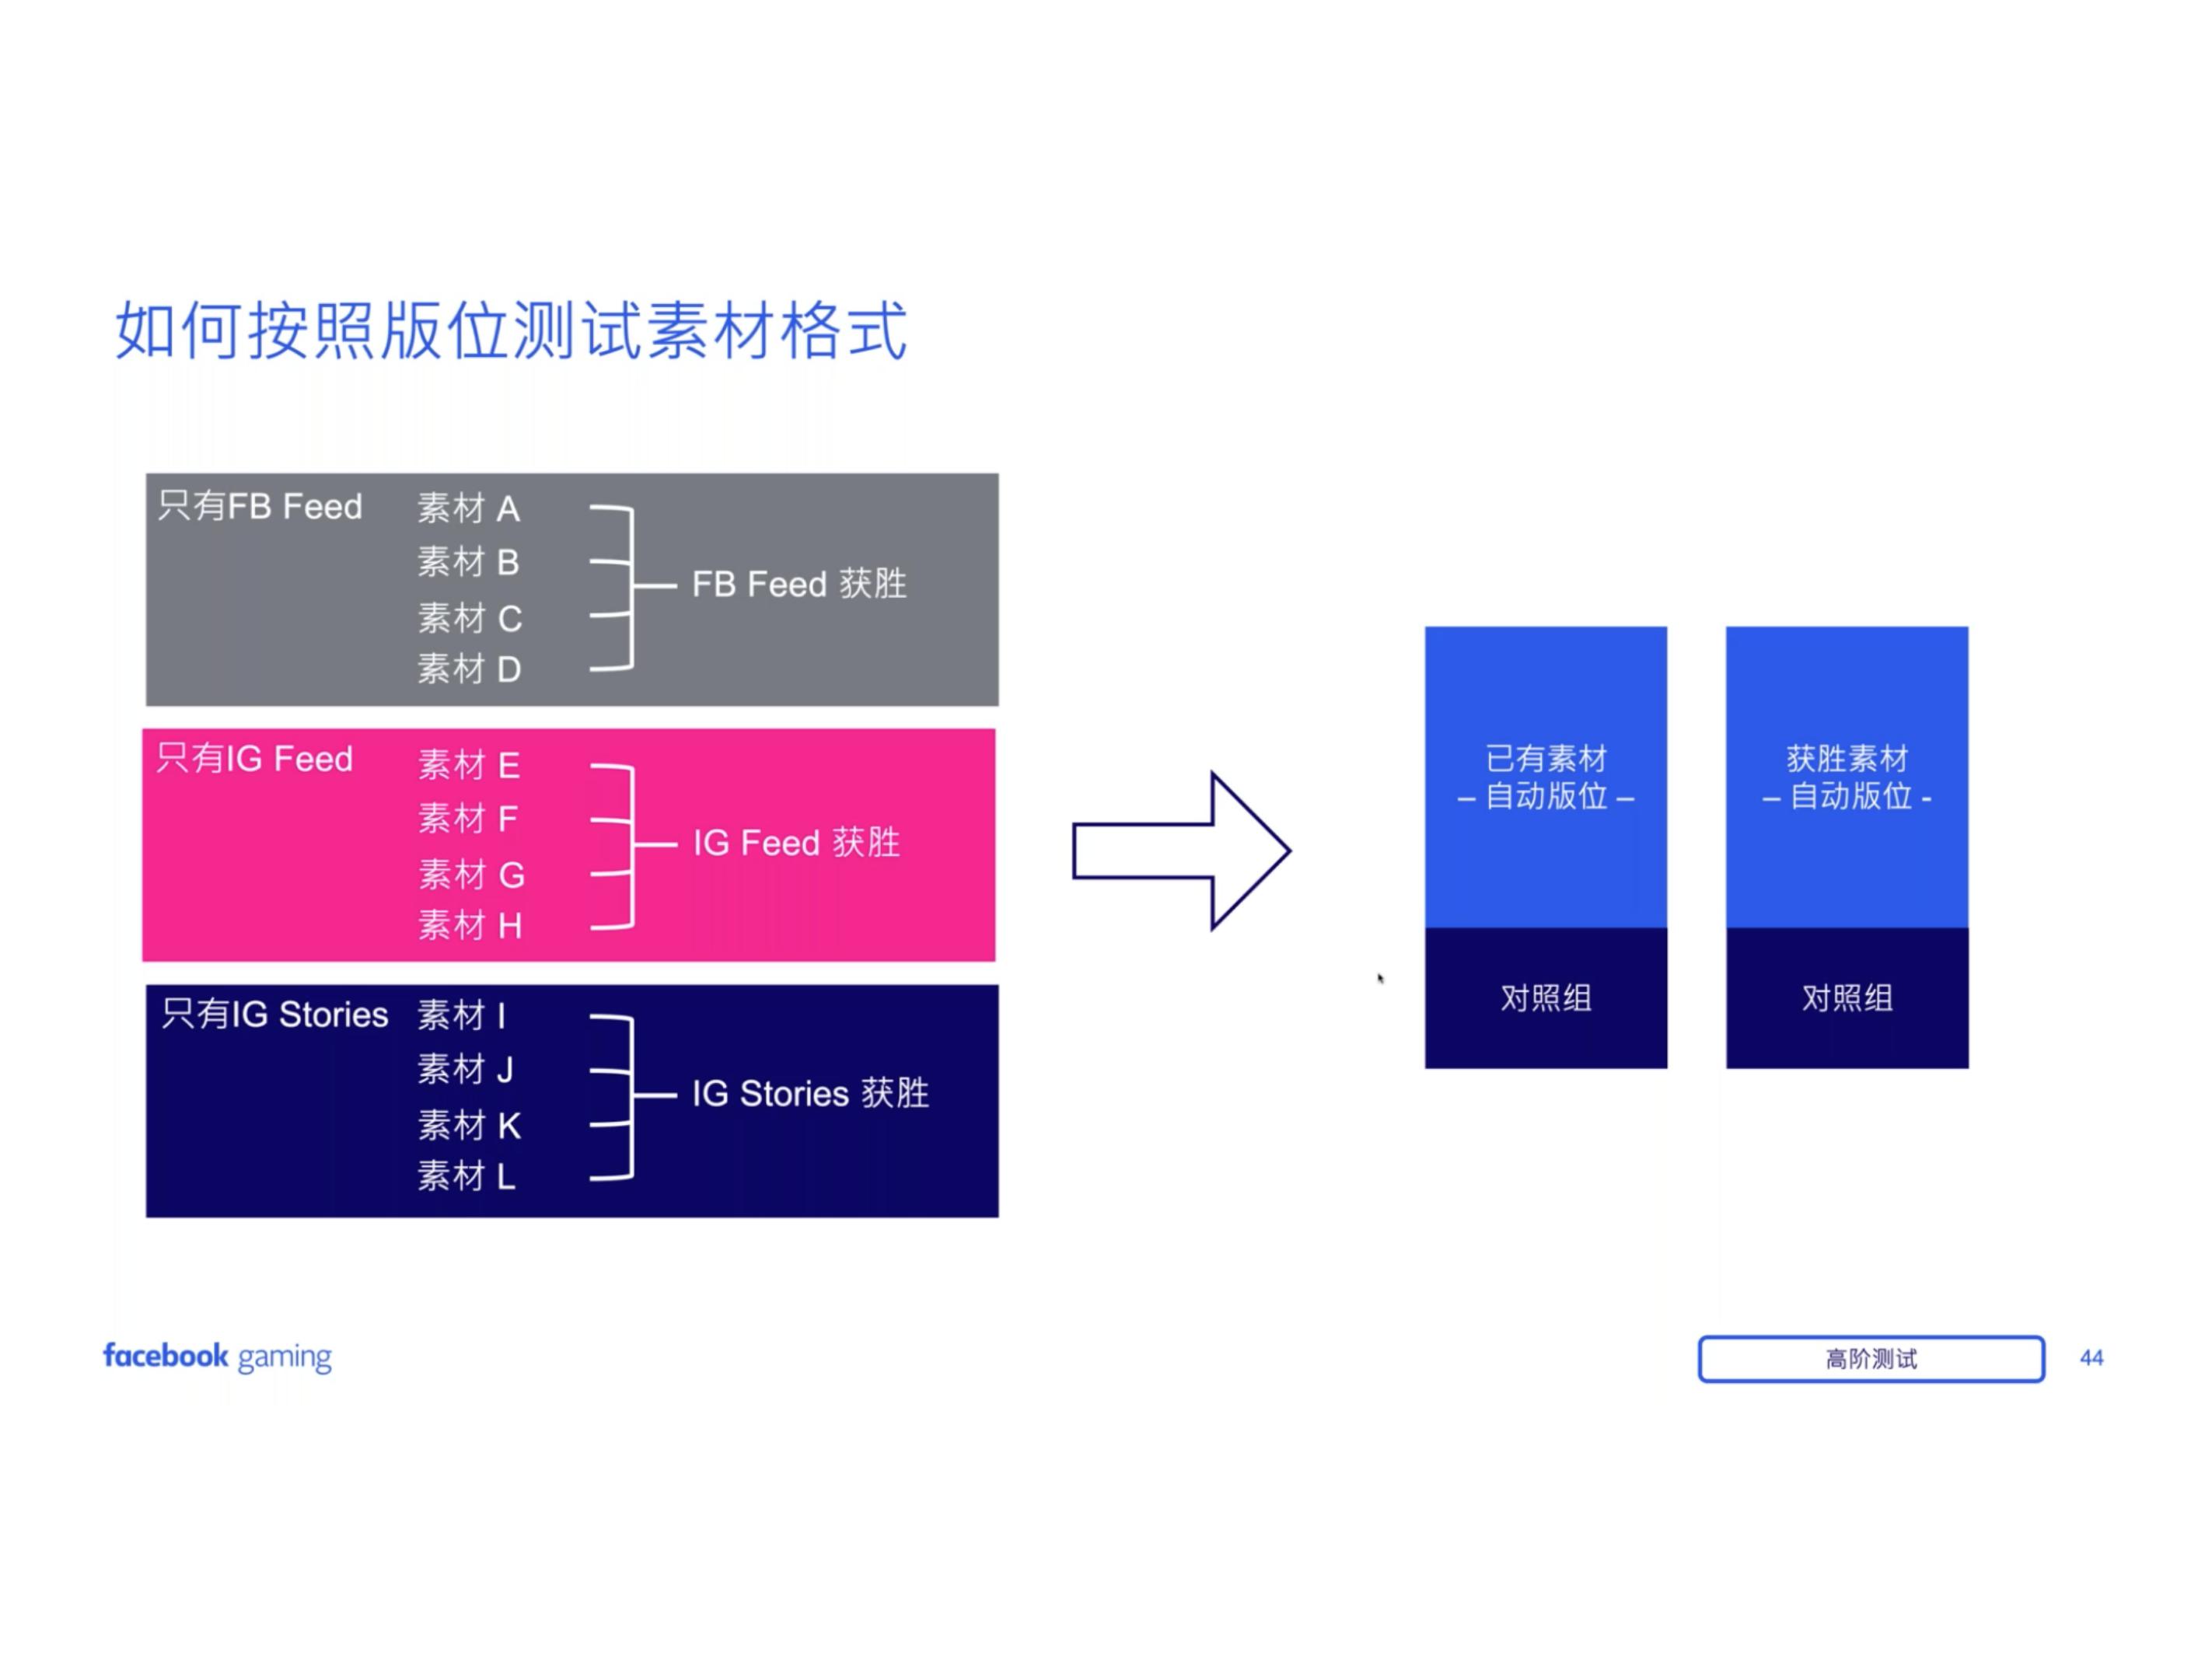 如何按照版位测试素材格式
只有FB Feed
素材 A
素材 B
素材 C
素材 D
FB Feed 获胜
只有IG Feed
素材 E
素材 F
素材 G
素材 H
IG Feed 获胜
只有IG Stories
素材 I
素材 J
素材 K
素材 L
IG Stories 获胜
已有素材
– 自动版位 –
对照组
获胜素材
– 自动版位 -
对照组
facebook gaming
高阶测试
44